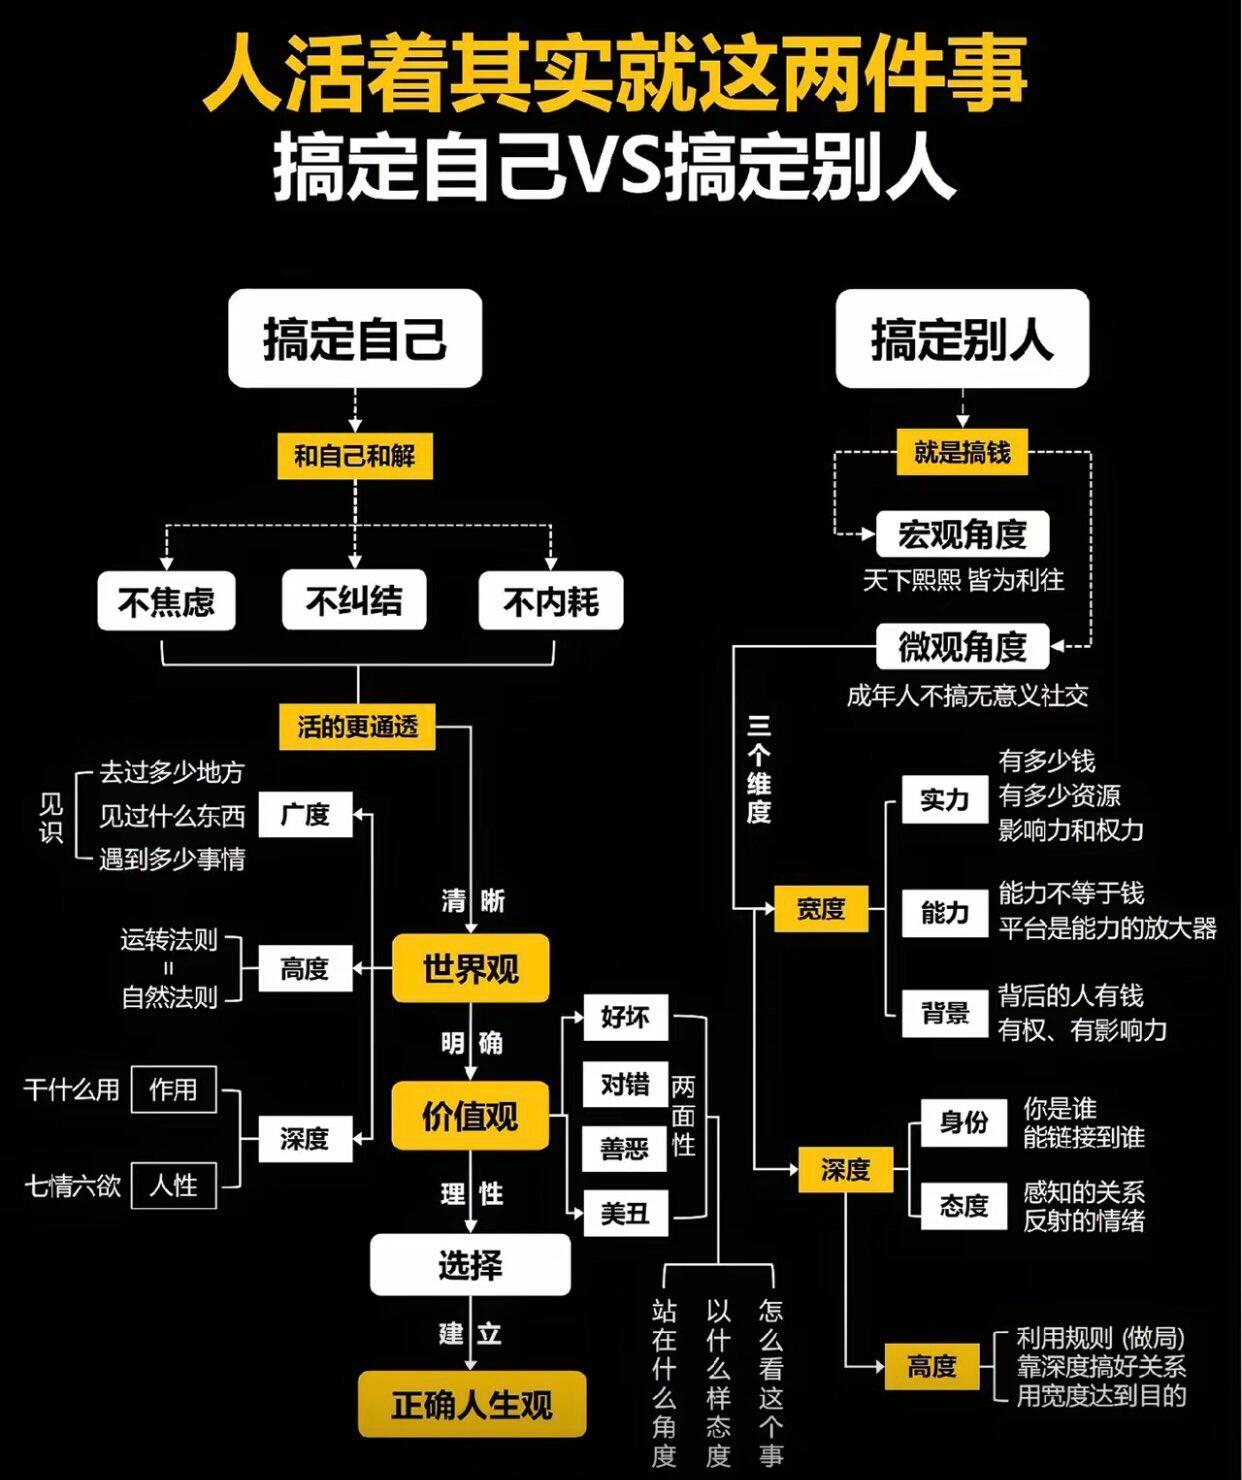 人活着其实就这两件事
搞定自己VS搞定别人
搞定自己
和自己和解
不焦虑
不纠结
不内耗
活的更通透
见识
去过多少地方
见过什么东西
遇到多少事情
广度
清晰
世界观
运转法则
=
自然法则
高度
明确
价值观
干什么用
作用
七情六欲
人性
深度
好坏
对错
善恶
美丑
两面性
站在什么角度
以什么样态度
怎么看这个事
理性
选择
建立
正确人生观
搞定别人
就是搞钱
宏观角度
天下熙熙 皆为利往
微观角度
成年人不搞无意义社交
三个维度
宽度
实力
有多少钱
有多少资源
影响力和权力
能力
能力不等于钱
平台是能力的放大器
背景
背后的人有钱
有权、有影响力
深度
身份
你是谁
能链接到谁
态度
感知的关系
反射的情绪
高度
利用规则 (做局)
靠深度搞好关系
用宽度达到目的